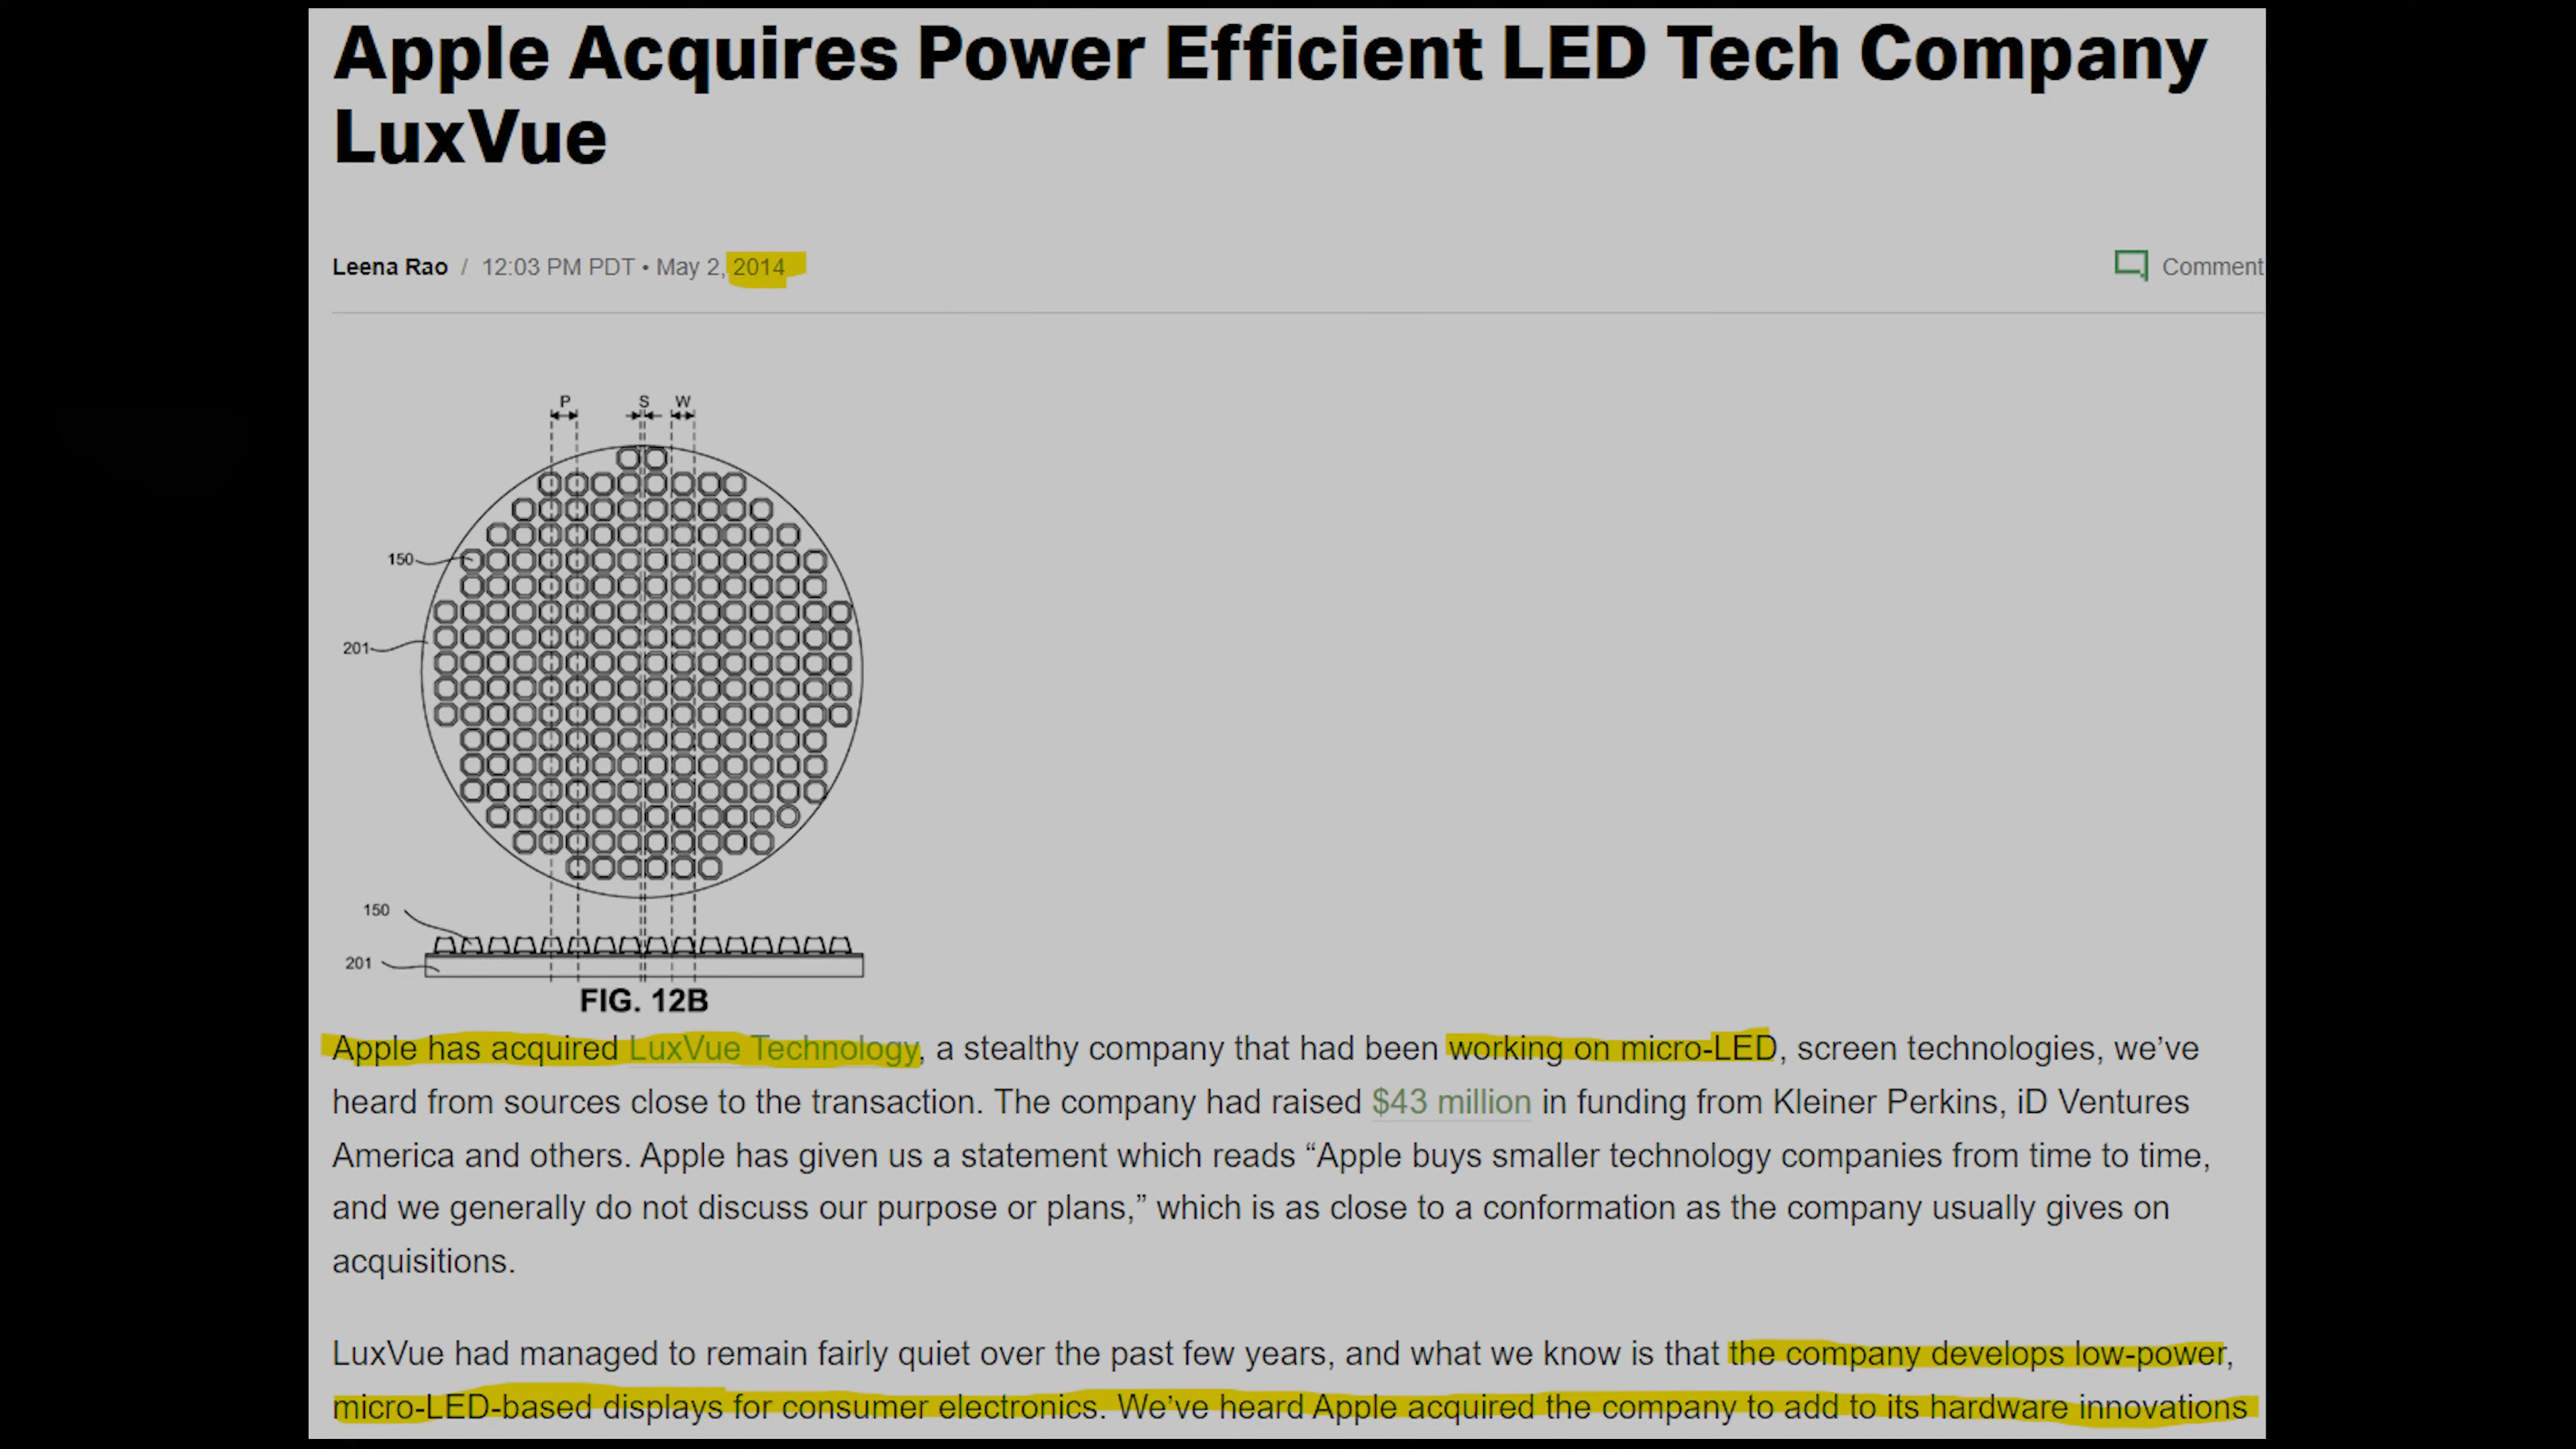 Apple Acquires Power Efficient LED Tech Company
LuxVue
Leena Rao / 12:03 PM PDT • May 2, 2014
Comment
P S W
150
201
150
201
FIG. 12B
Apple has acquired LuxVue Technology, a stealthy company that had been working on micro-LED, screen technologies, we’ve
heard from sources close to the transaction. The company had raised $43 million in funding from Kleiner Perkins, iD Ventures
America and others. Apple has given us a statement which reads “Apple buys smaller technology companies from time to time,
and we generally do not discuss our purpose or plans,” which is as close to a conformation as the company usually gives on
acquisitions.
LuxVue had managed to remain fairly quiet over the past few years, and what we know is that the company develops low-power,
micro-LED-based displays for consumer electronics. We’ve heard Apple acquired the company to add to its hardware innovations